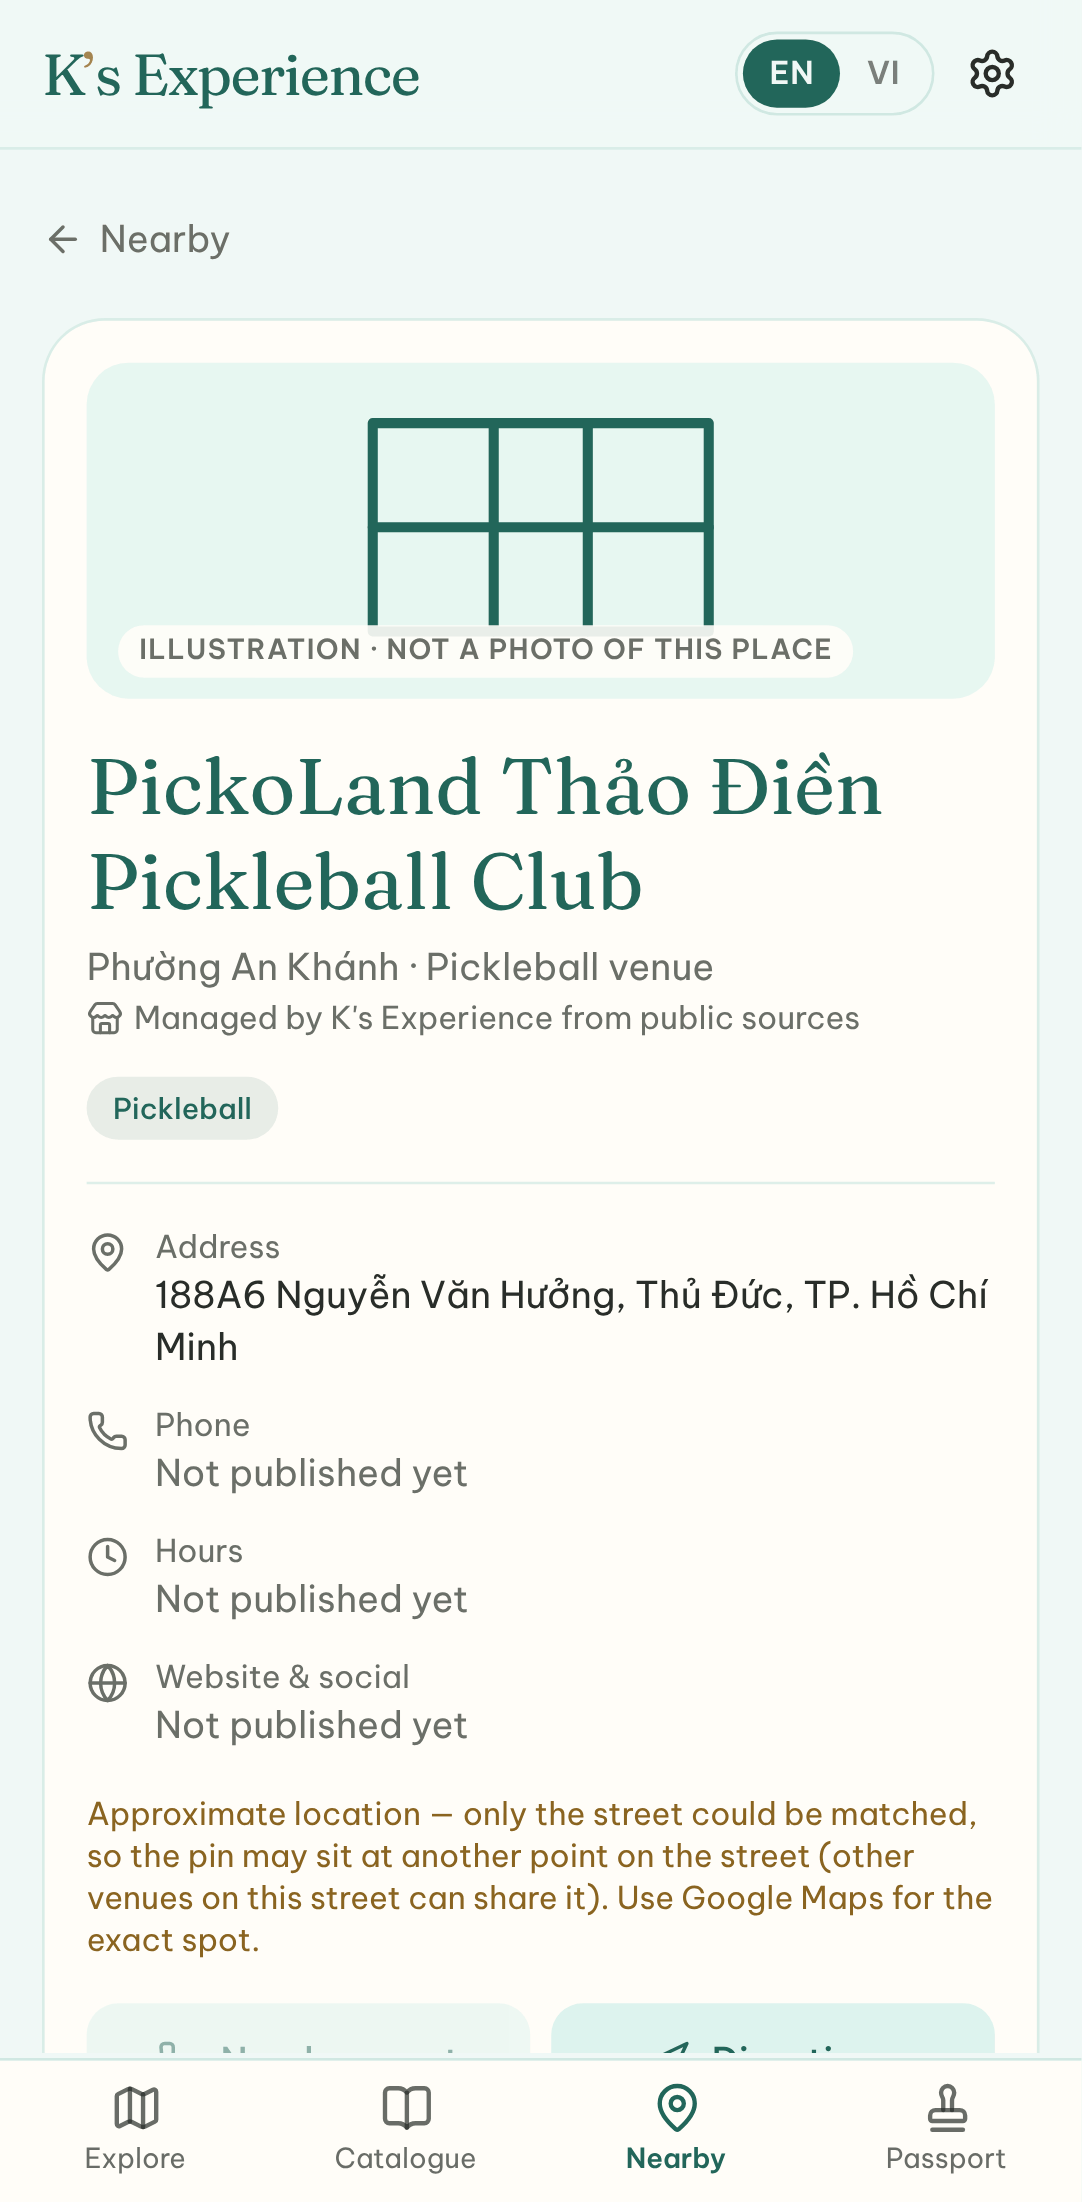 K's Experience
EN
VI
Nearby
ILLUSTRATION · NOT A PHOTO OF THIS PLACE
PickoLand Thảo Điền
Pickleball Club
Phường An Khánh · Pickleball venue
Managed by K's Experience from public sources
Pickleball
Address
188A6 Nguyễn Văn Hưởng, Thủ Đức, TP. Hồ Chí
Minh
Phone
Not published yet
Hours
Not published yet
Website & social
Not published yet
Approximate location — only the street could be matched,
so the pin may sit at another point on the street (other
venues on this street can share it). Use Google Maps for the
exact spot.
Explore
Catalogue
Nearby
Passport